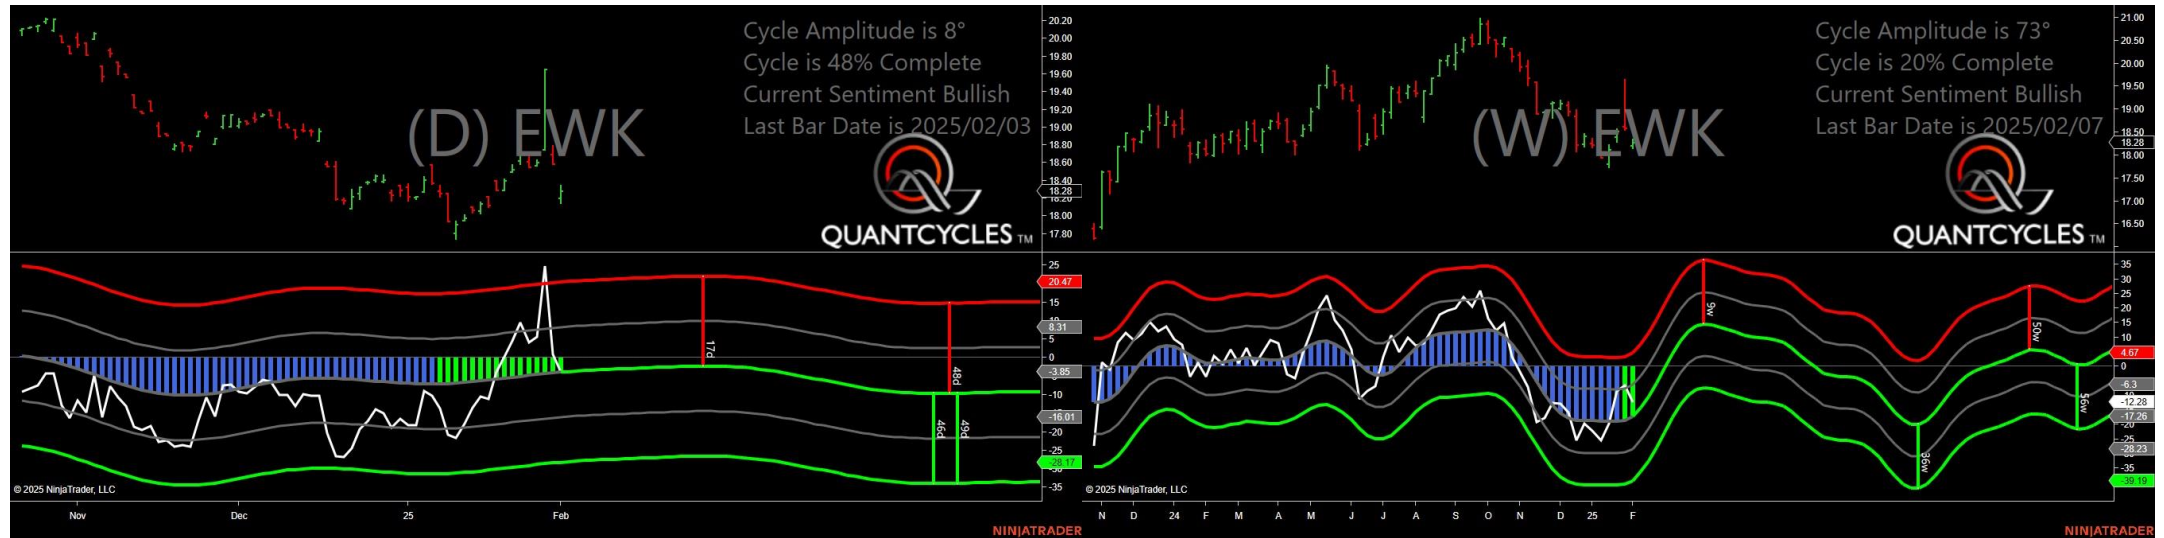 Cycle Amplitude is 8°
Cycle is 48% Complete
Current Sentiment Bullish
Last Bar Date is 2025/02/03
(D) EWK
QUANTCYCLES TM
20.20
20.00
19.80
19.60
19.40
19.20
19.00
18.80
18.60
18.40
18.28
18.20
18.00
17.80
25
20.47
15
8.31
5
0
-3.85
-10
-16.01
-20
-25
-28.17
-35
17d
48d
46d
49d
© 2025 NinjaTrader, LLC
Nov Dec 25 Feb
NINJATRADER
Cycle Amplitude is 73°
Cycle is 20% Complete
Current Sentiment Bullish
Last Bar Date is 2025/02/07
(W) EWK
QUANTCYCLES TM
21.00
20.50
20.00
19.50
19.00
18.50
18.28
18.00
17.50
17.00
16.50
35
30
25
20
15
10
4.67
0
-6.3
-12.28
-17.26
-20
-25
-28.23
-35
-39.19
9w
50w
36w
56w
© 2025 NinjaTrader, LLC
N D 24 F M A M J J A S O N D 25 F
NINJATRADER